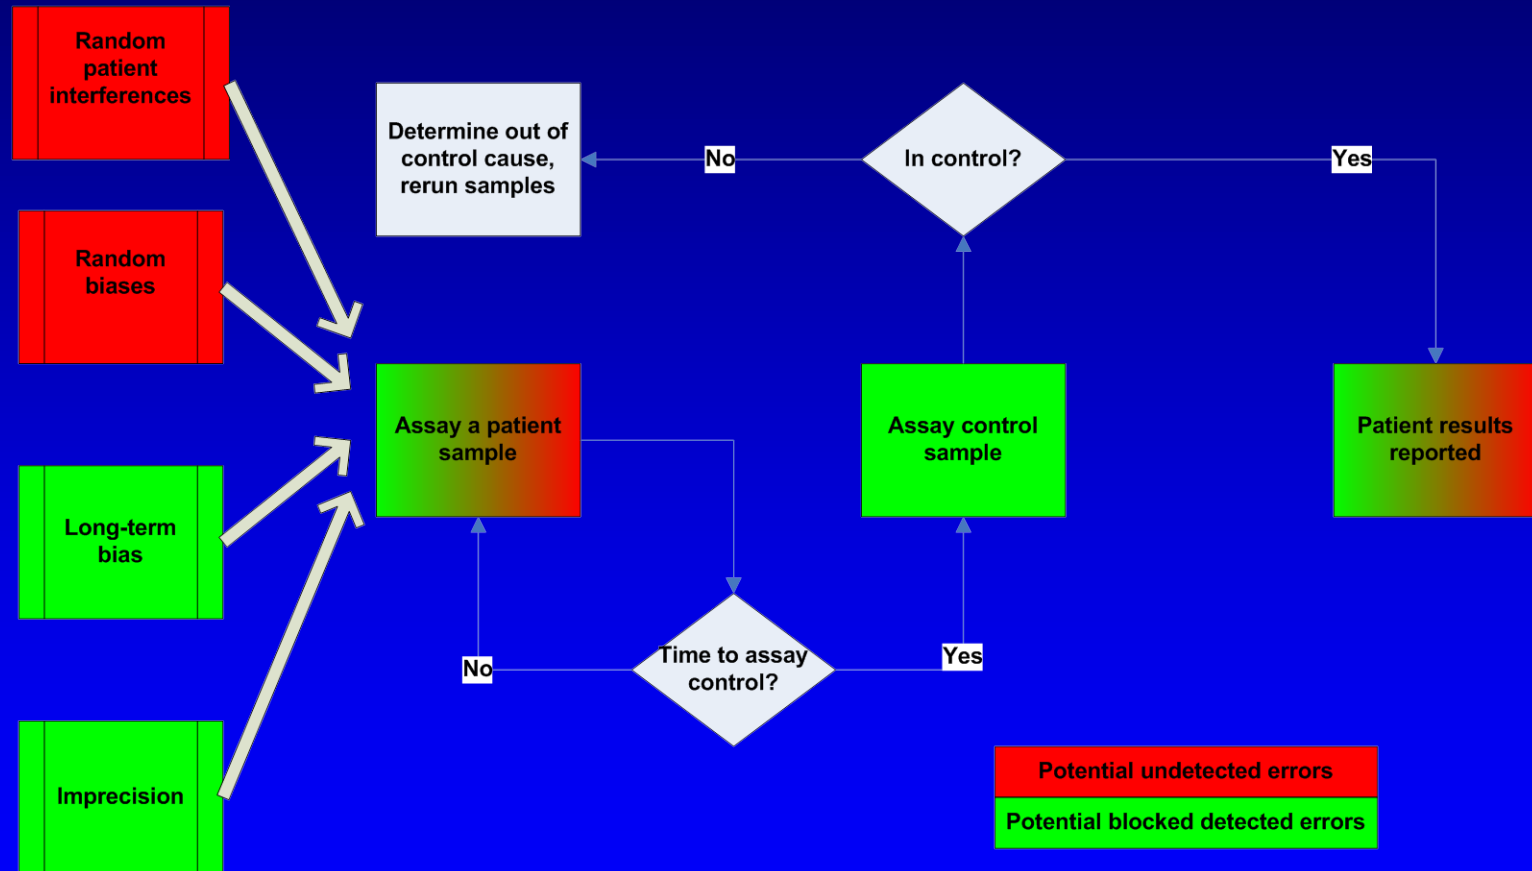 Random
patient
interferences
Determine out of
control cause,
rerun samples
No
In control?
Yes
Random
biases
Assay a patient
sample
Assay control
sample
Patient results
reported
Long-term
bias
No
Time to assay
control?
Yes
Imprecision
Potential undetected errors
Potential blocked detected errors